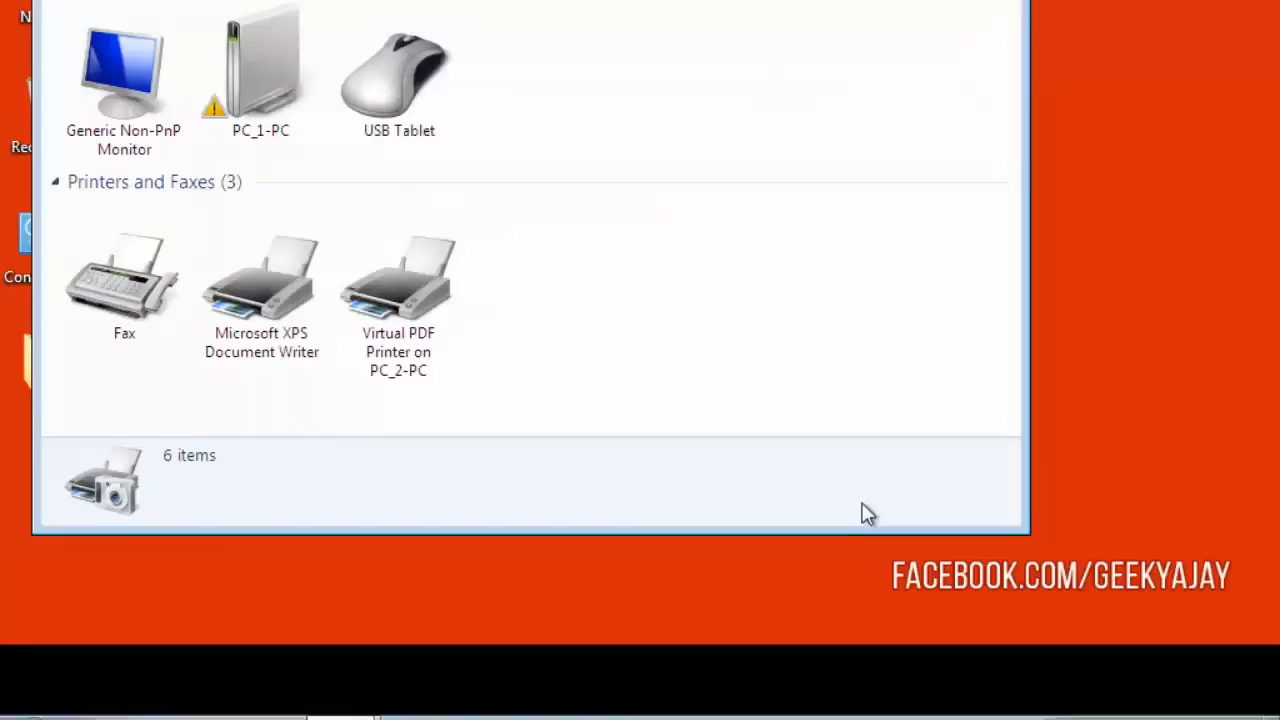 N
Rec
Con
Generic Non-PnP
Monitor
PC_1-PC
USB Tablet
Printers and Faxes (3)
Fax
Microsoft XPS
Document Writer
Virtual PDF
Printer on
PC_2-PC
6 items
FACEBOOK.COM/GEEKYAJAY